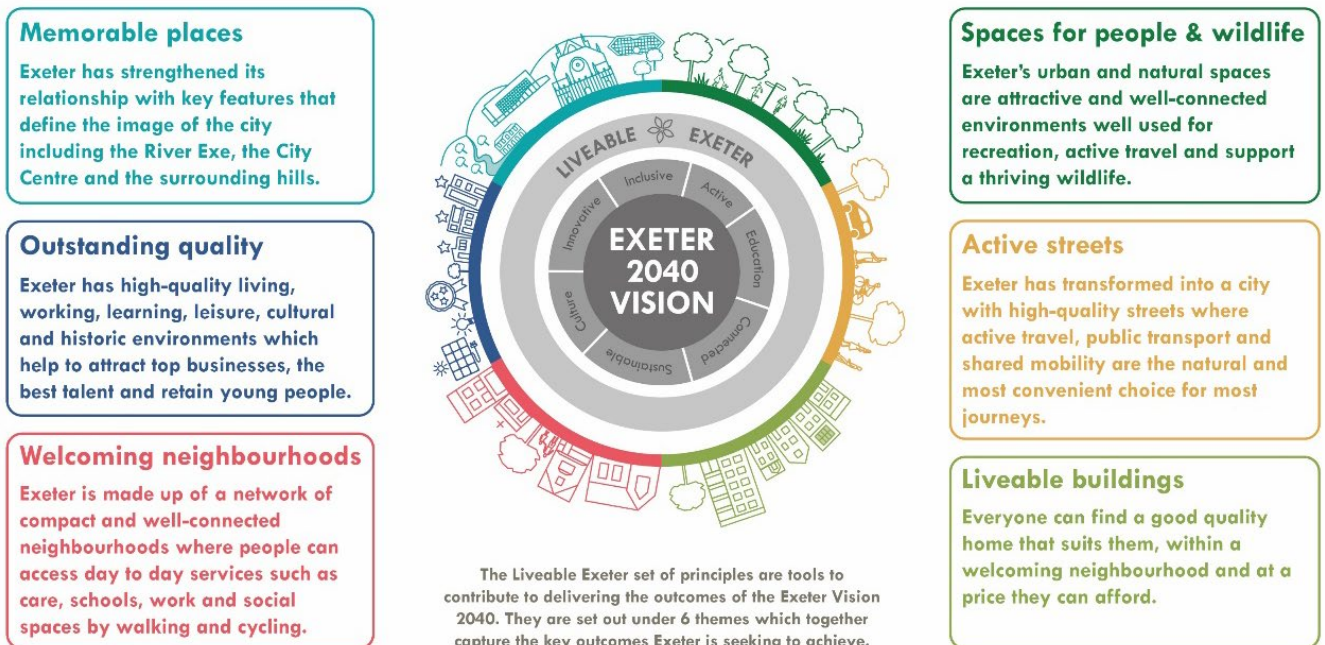 Memorable places
Exeter has strengthened its
relationship with key features that
define the image of the city
including the River Exe, the City
Centre and the surrounding hills.
Outstanding quality
Exeter has high-quality living,
working, learning, leisure, cultural
and historic environments which
help to attract top businesses, the
best talent and retain young people.
Welcoming neighbourhoods
Exeter is made up of a network of
compact and well-connected
neighbourhoods where people can
access day to day services such as
care, schools, work and social
spaces by walking and cycling.
LIVEABLE EXETER
Inclusive
Active
Education
Connected
Sustainable
Culture
Innovative
EXETER
2040
VISION
The Liveable Exeter set of principles are tools to
contribute to delivering the outcomes of the Exeter Vision
2040. They are set out under 6 themes which together
capture the key outcomes Exeter is seeking to achieve.
Spaces for people & wildlife
Exeter's urban and natural spaces
are attractive and well-connected
environments well used for
recreation, active travel and support
a thriving wildlife.
Active streets
Exeter has transformed into a city
with high-quality streets where
active travel, public transport and
shared mobility are the natural and
most convenient choice for most
journeys.
Liveable buildings
Everyone can find a good quality
home that suits them, within a
welcoming neighbourhood and at a
price they can afford.